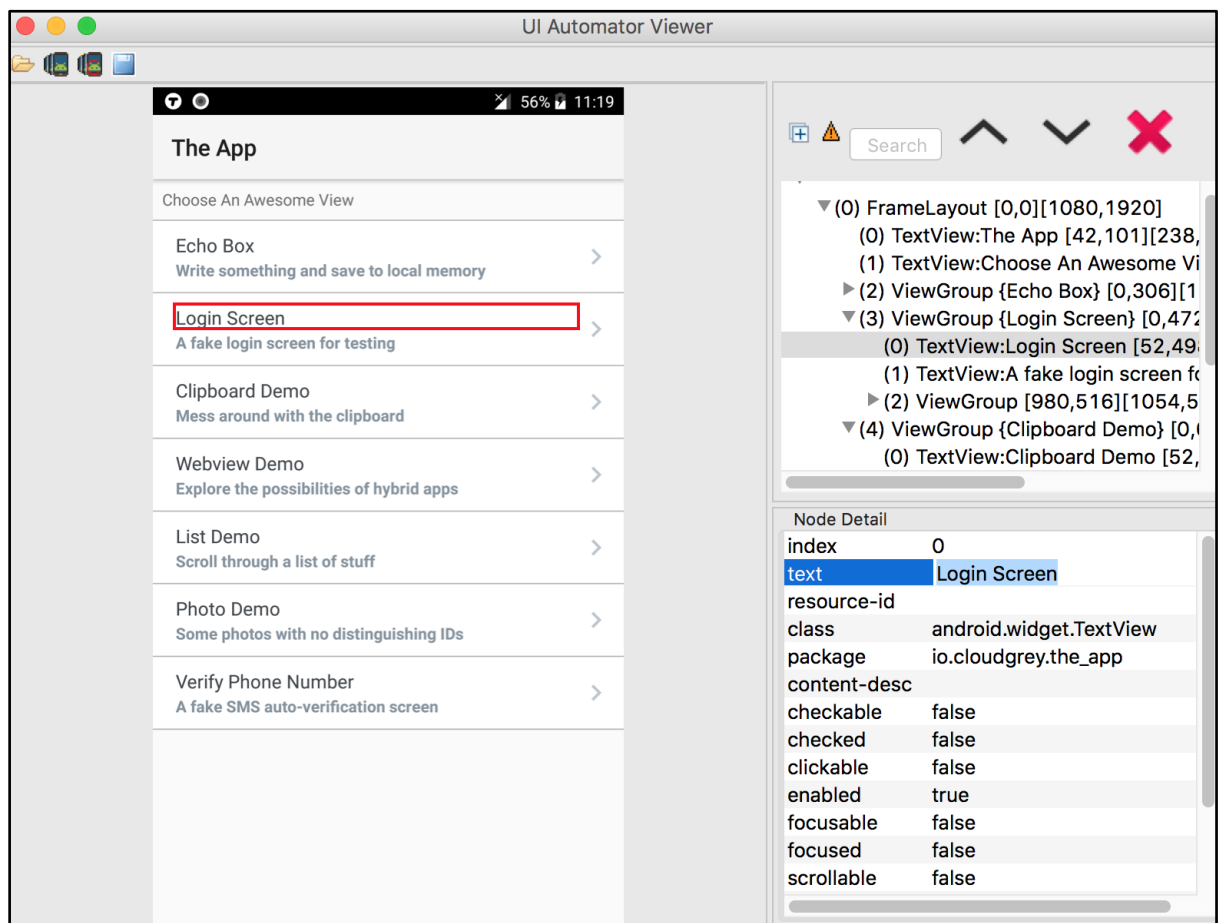 UI Automator Viewer
56% 11:19
The App
Choose An Awesome View
Echo Box
Write something and save to local memory
Login Screen
A fake login screen for testing
Clipboard Demo
Mess around with the clipboard
Webview Demo
Explore the possibilities of hybrid apps
List Demo
Scroll through a list of stuff
Photo Demo
Some photos with no distinguishing IDs
Verify Phone Number
A fake SMS auto-verification screen
Search
(0) FrameLayout [0,0][1080,1920]
(0) TextView:The App [42,101][238,
(1) TextView:Choose An Awesome Vi
(2) ViewGroup {Echo Box} [0,306][1
(3) ViewGroup {Login Screen} [0,472
(0) TextView:Login Screen [52,49
(1) TextView:A fake login screen fo
(2) ViewGroup [980,516][1054,5
(4) ViewGroup {Clipboard Demo} [0,
(0) TextView:Clipboard Demo [52,
Node Detail
index 0
text Login Screen
resource-id
class android.widget.TextView
package io.cloudgrey.the_app
content-desc
checkable false
checked false
clickable false
enabled true
focusable false
focused false
scrollable false